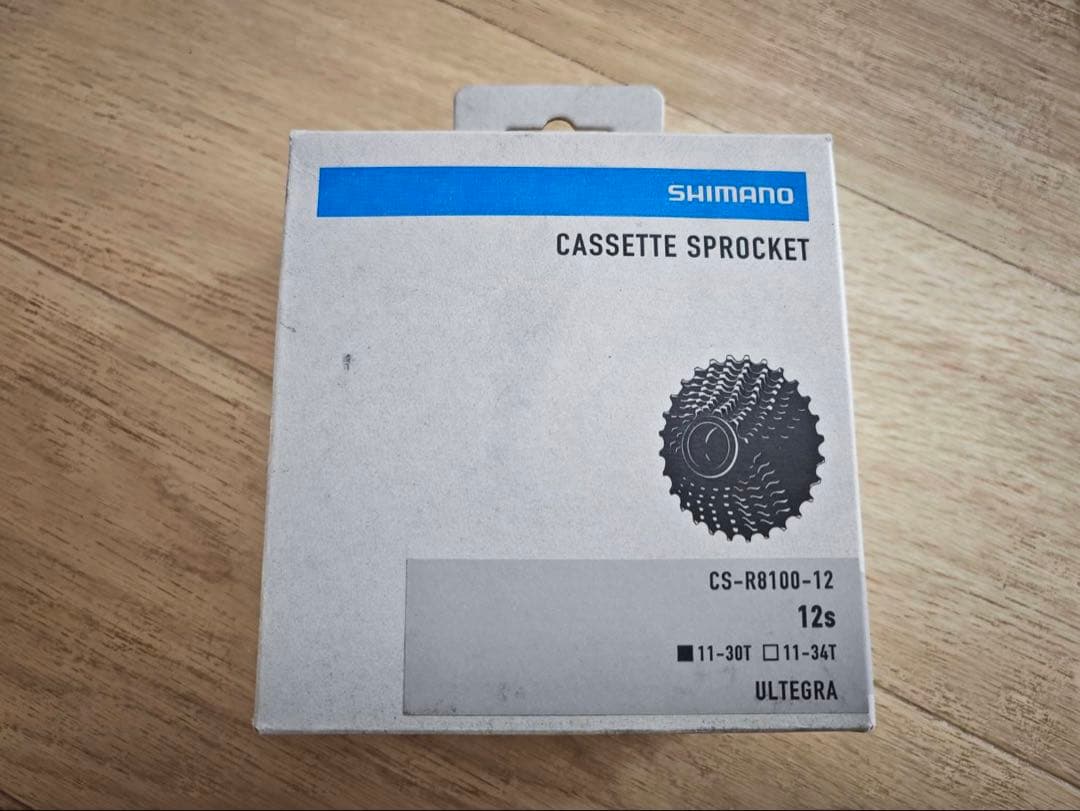 SHIMANO
CASSETTE SPROCKET
CS-R8100-12
12s
■11-30T □11-34T
ULTEGRA